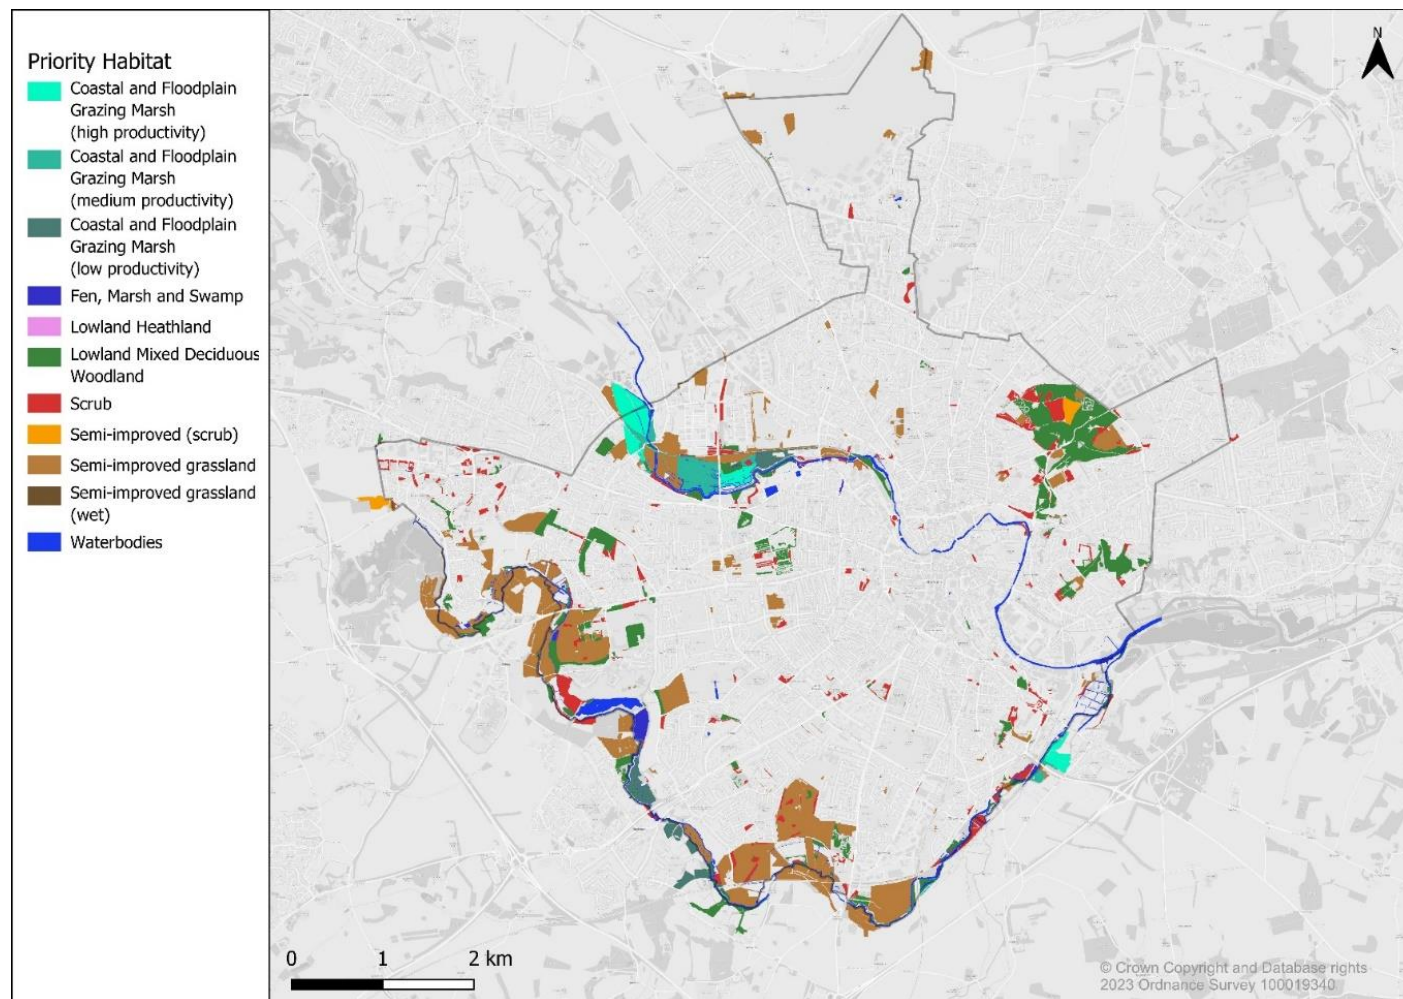 Priority Habitat
Coastal and Floodplain
Grazing Marsh
(high productivity)
Coastal and Floodplain
Grazing Marsh
(medium productivity)
Coastal and Floodplain
Grazing Marsh
(low productivity)
Fen, Marsh and Swamp
Lowland Heathland
Lowland Mixed Deciduous
Woodland
Scrub
Semi-improved (scrub)
Semi-improved grassland
Semi-improved grassland
(wet)
Waterbodies
N
0 1 2 km
© Crown Copyright and Database rights
2023 Ordnance Survey 100019340